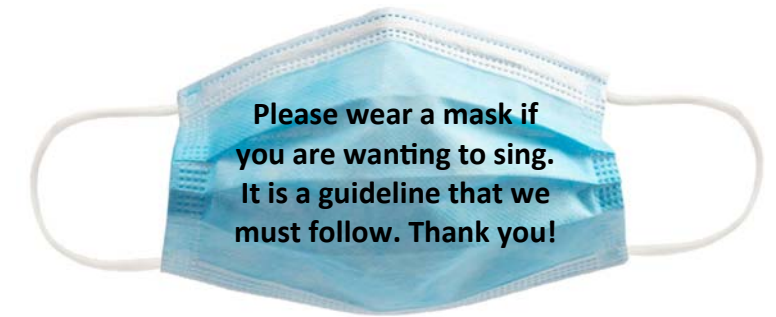 Please wear a mask if
you are wanting to sing.
It is a guideline that we
must follow. Thank you!